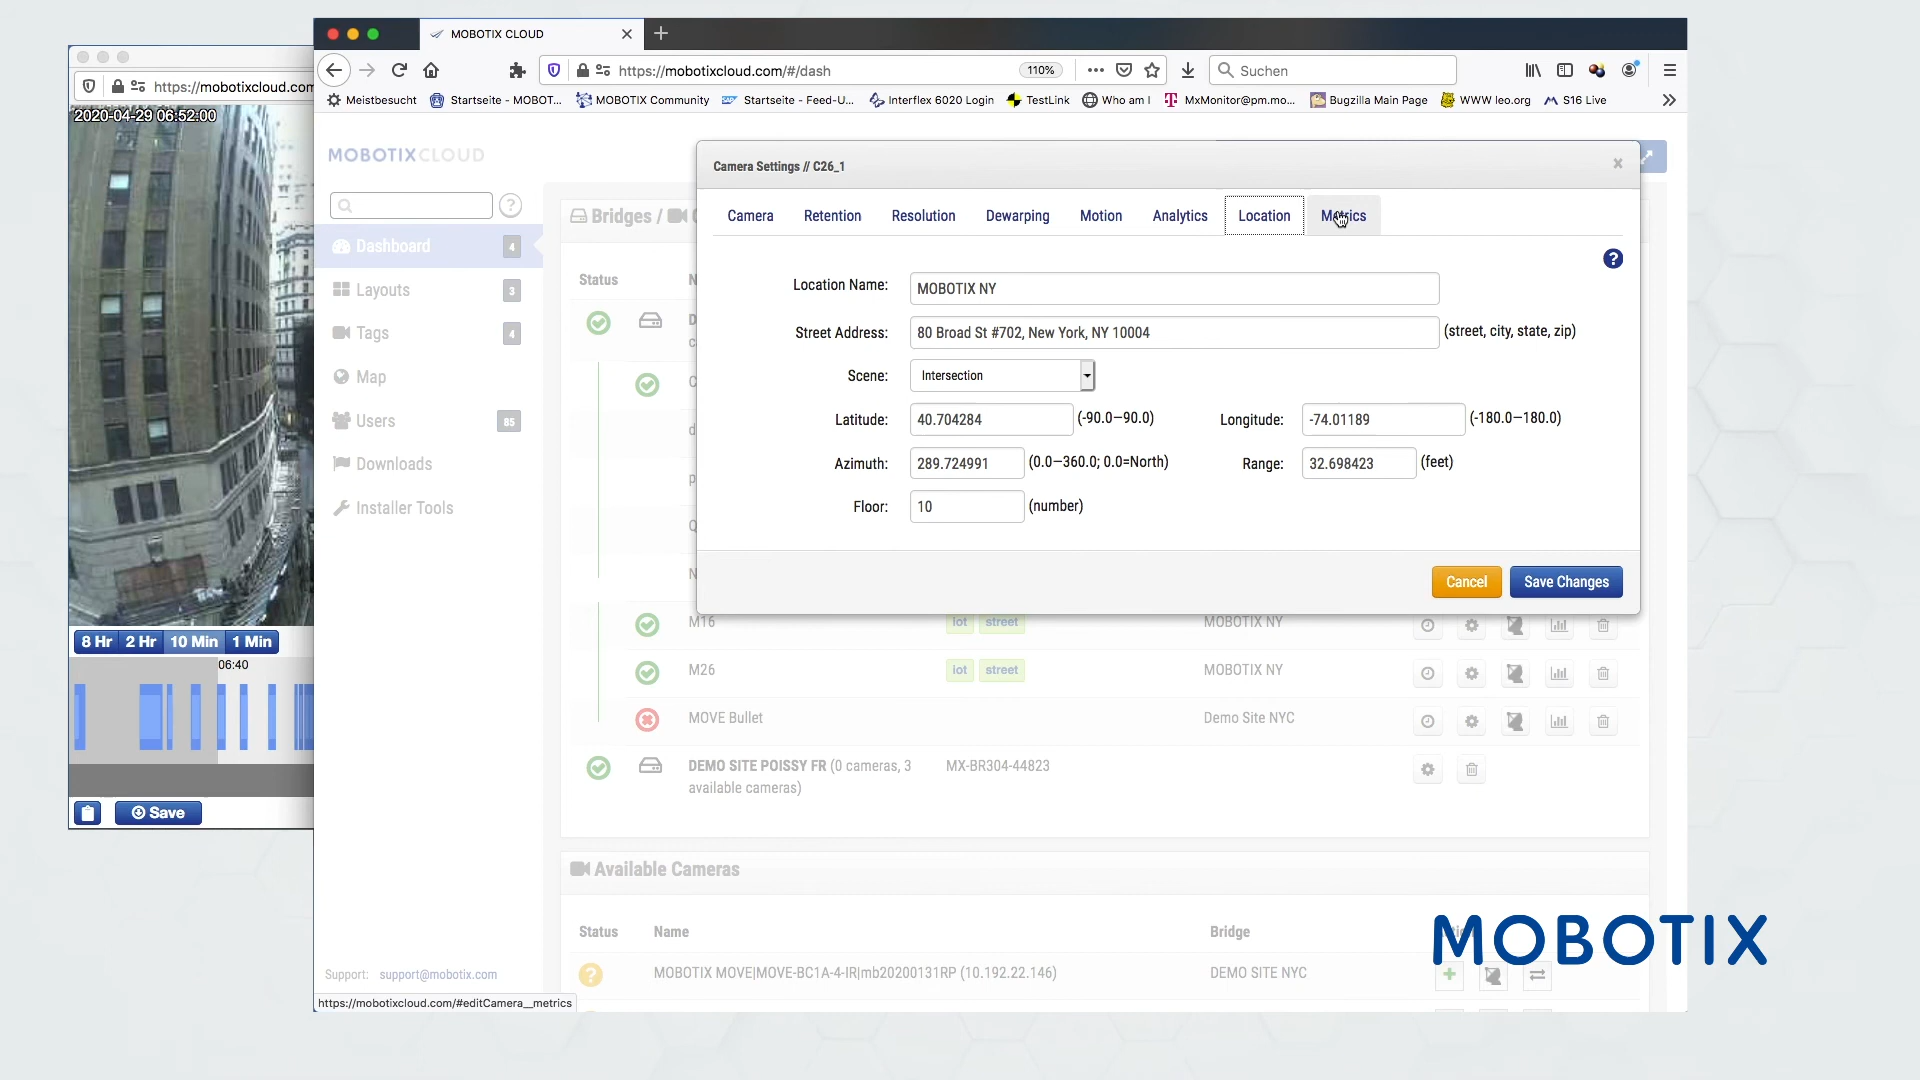 MOBOTIX CLOUD
https://mobotixcloud.com/#/dash
110%
Suchen
https://mobotixcloud.com
Meistbesucht
Startseite - MOBOT...
MOBOTIX Community
Startseite - Feed-U...
Interflex 6020 Login
TestLink
Who am I
MxMonitor@pm.mo...
Bugzilla Main Page
WWW leo.org
S16 Live
2020-04-29 06:52:00
MOBOTIXCLOUD
Dashboard 4
Layouts 3
Tags 4
Map
Users 85
Downloads
Installer Tools
Bridges /
Status
Camera Settings // C26_1
Camera Retention Resolution Dewarping Motion Analytics Location Metrics
Location Name: MOBOTIX NY
Street Address: 80 Broad St #702, New York, NY 10004 (street, city, state, zip)
Scene: Intersection
Latitude: 40.704284 (-90.0—90.0) Longitude: -74.01189 (-180.0—180.0)
Azimuth: 289.724991 (0.0—360.0; 0.0=North) Range: 32.698423 (feet)
Floor: 10 (number)
Cancel Save Changes
M16 iot street MOBOTIX NY
M26 iot street MOBOTIX NY
MOVE Bullet Demo Site NYC
DEMO SITE POISSY FR (0 cameras, 3 MX-BR304-44823
available cameras)
8 Hr 2 Hr 10 Min 1 Min
06:40
Save
Available Cameras
Status Name Bridge
MOBOTIX MOVE|MOVE-BC1A-4-IR|mb20200131RP (10.192.22.146) DEMO SITE NYC
MOBOTIX
Support: support@mobotix.com
https://mobotixcloud.com/#editCamera__metrics